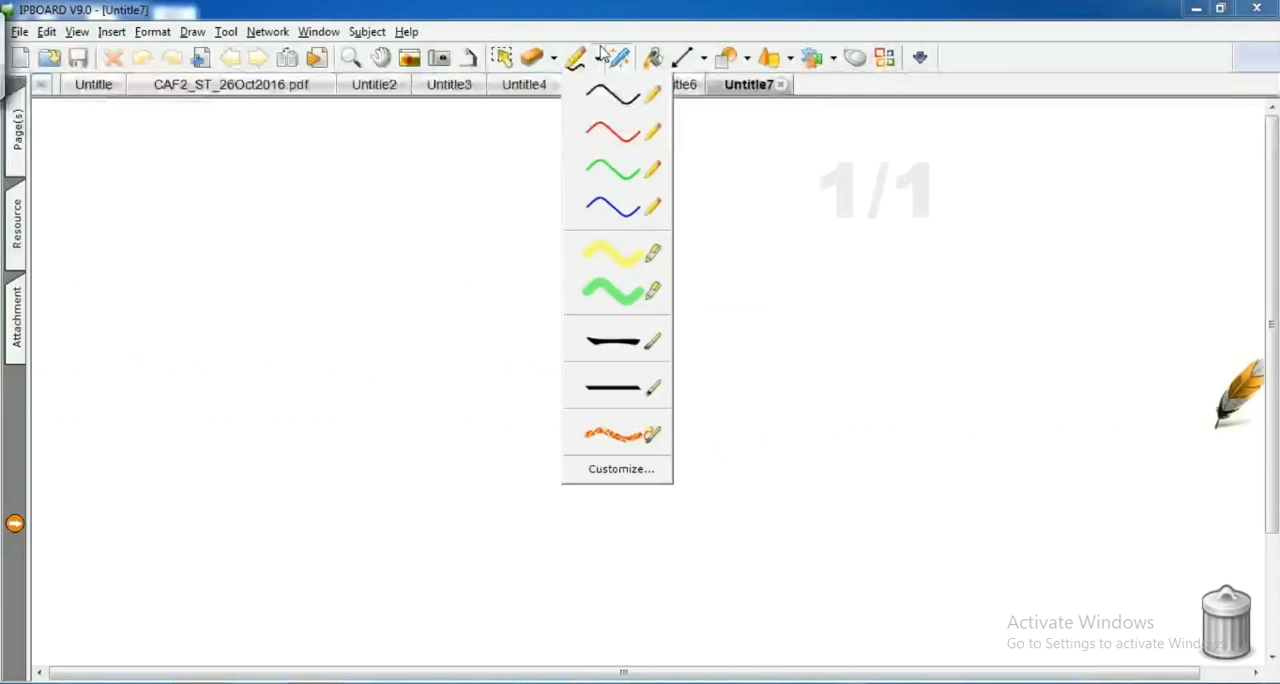 IPBOARD V9.0 - [Untitle7]
File Edit View Insert Format Draw Tool Network Window Subject Help
Untitle CAF2_ST_26Oct2016.pdf Untitle2 Untitle3 Untitle4 tle6 Untitle7
Page(s)
Resource
Attachment
1/1
Customize...
Activate Windows
Go to Settings to activate Windows